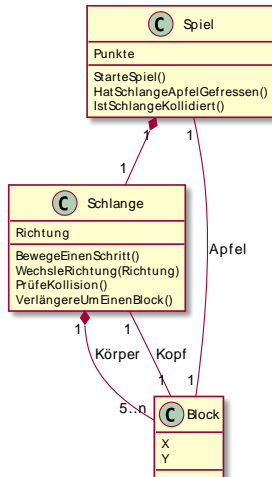 C Spiel
Punkte
StarteSpiel()
HatSchlangeApfelGefressen()
IstSchlangeKollidiert()
1 1
1
C Schlange
Richtung
BewegeEinenSchritt()
WechsleRichtung(Richtung)
PrüfeKollision()
VerlängereUmEinenBlock()
Apfel
1 1
Körper Kopf
1 1
5..n
C Block
X
Y